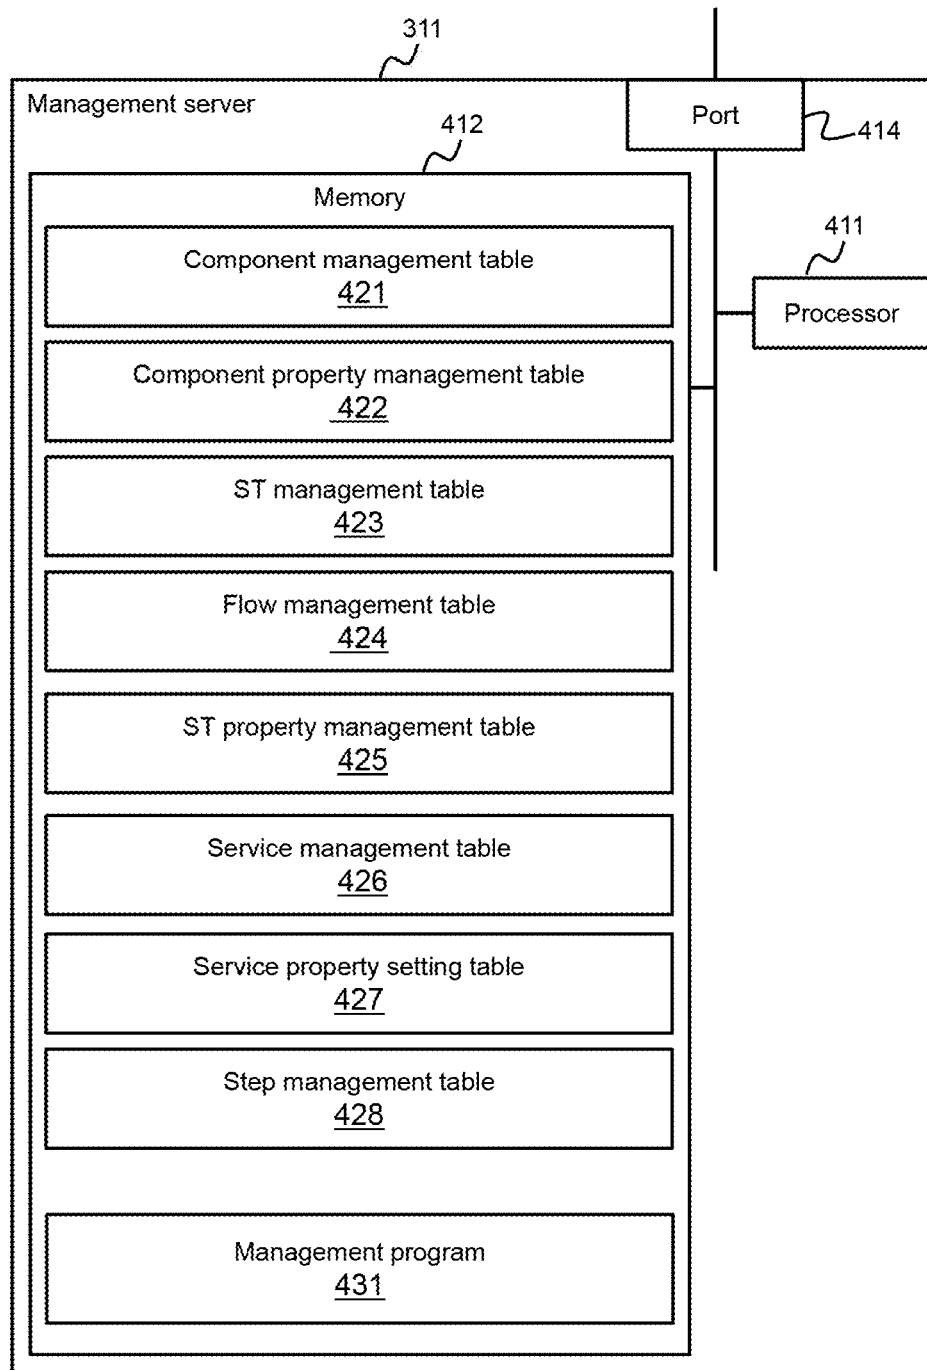 311
Management server
Port
414
412
Memory
411
Processor
Component management table
421
Component property management table
422
ST management table
423
Flow management table
424
ST property management table
425
Service management table
426
Service property setting table
427
Step management table
428
Management program
431